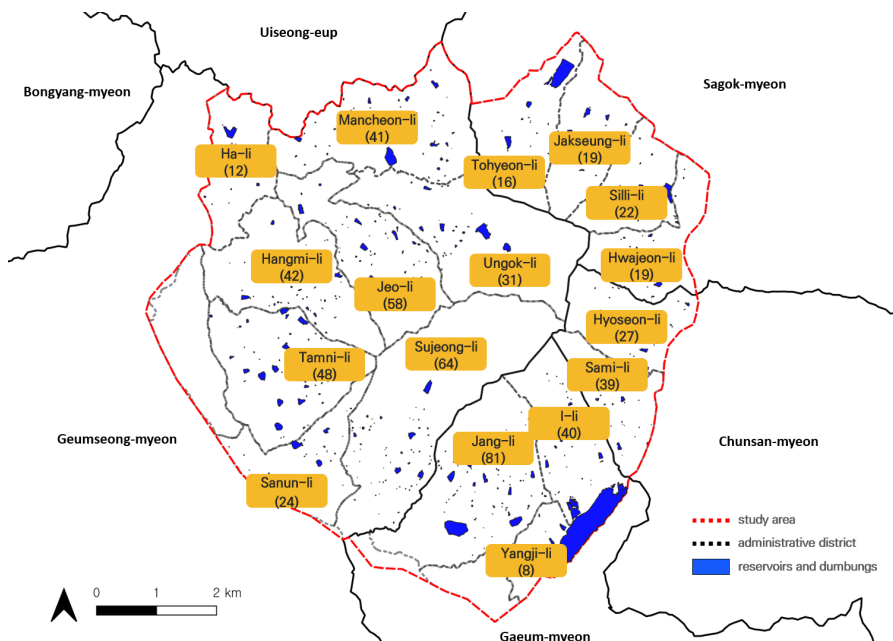 Uiseong-eup
Bongyang-myeon
Sagok-myeon
Mancheon-li
(41)
Ha-li
(12)
Jakseung-li
(19)
Tohyeon-li
(16)
Silli-li
(22)
Hangmi-li
(42)
Ungok-li
(31)
Hwajeon-li
(19)
Jeo-li
(58)
Hyoseon-li
(27)
Sujeong-li
(64)
Tamni-li
(48)
Sami-li
(39)
I-li
(40)
Geumseong-myeon
Jang-li
(81)
Chunsan-myeon
Sanun-li
(24)
Yangji-li
(8)
study area
administrative district
reservoirs and dumbungs
0 1 2 km
Gaeum-myeon